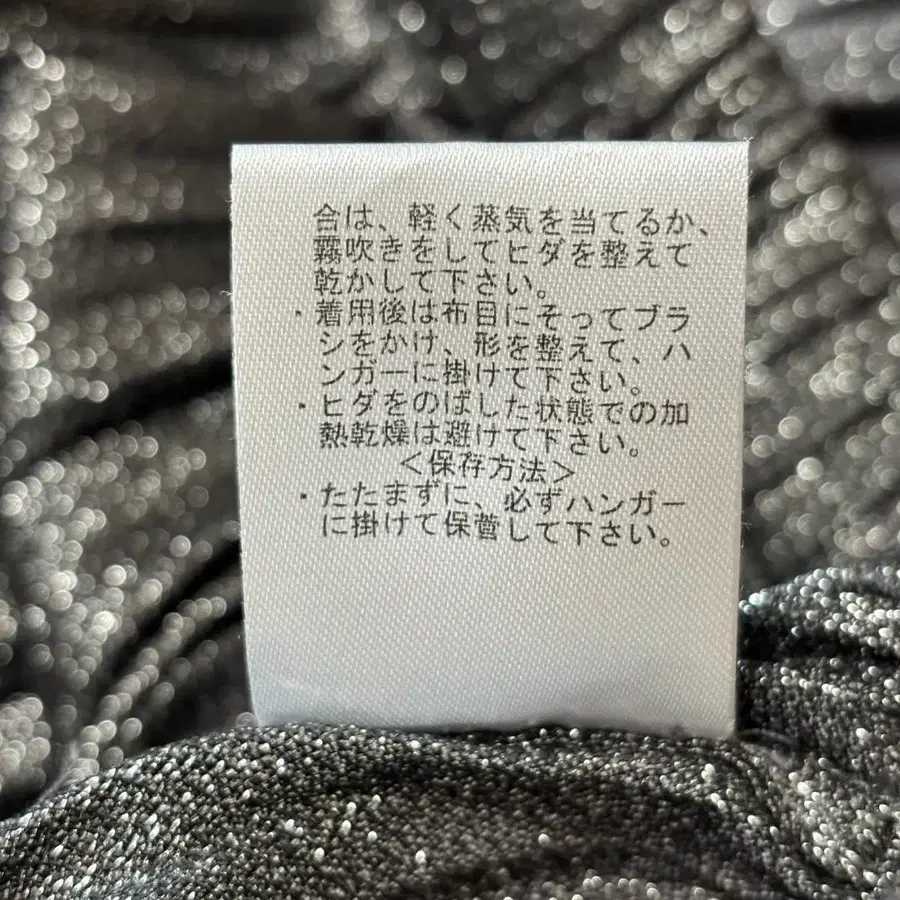 合は、軽く蒸気を当てるか、
霧吹きをしてヒダを整えて
乾かして下さい。
・着用後は布目にそってブラ
シをかけ、形を整えて、ハ
ンガーに掛けて下さい。
・ヒダをのばした状態での加
熱乾燥は避けて下さい。
＜保存方法＞
・たたまずに、必ずハンガー
に掛けて保菅して下さい。